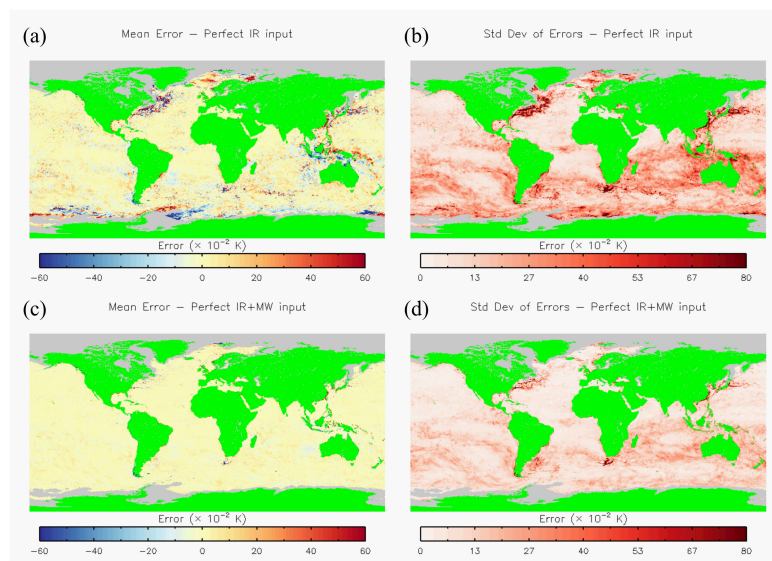 (a)
Mean Error – Perfect IR input
Error (× 10⁻² K)
−60 −40 −20 0 20 40 60
(b)
Std Dev of Errors – Perfect IR input
Error (× 10⁻² K)
0 13 27 40 53 67 80
(c)
Mean Error – Perfect IR+MW input
Error (× 10⁻² K)
−60 −40 −20 0 20 40 60
(d)
Std Dev of Errors – Perfect IR+MW input
Error (× 10⁻² K)
0 13 27 40 53 67 80